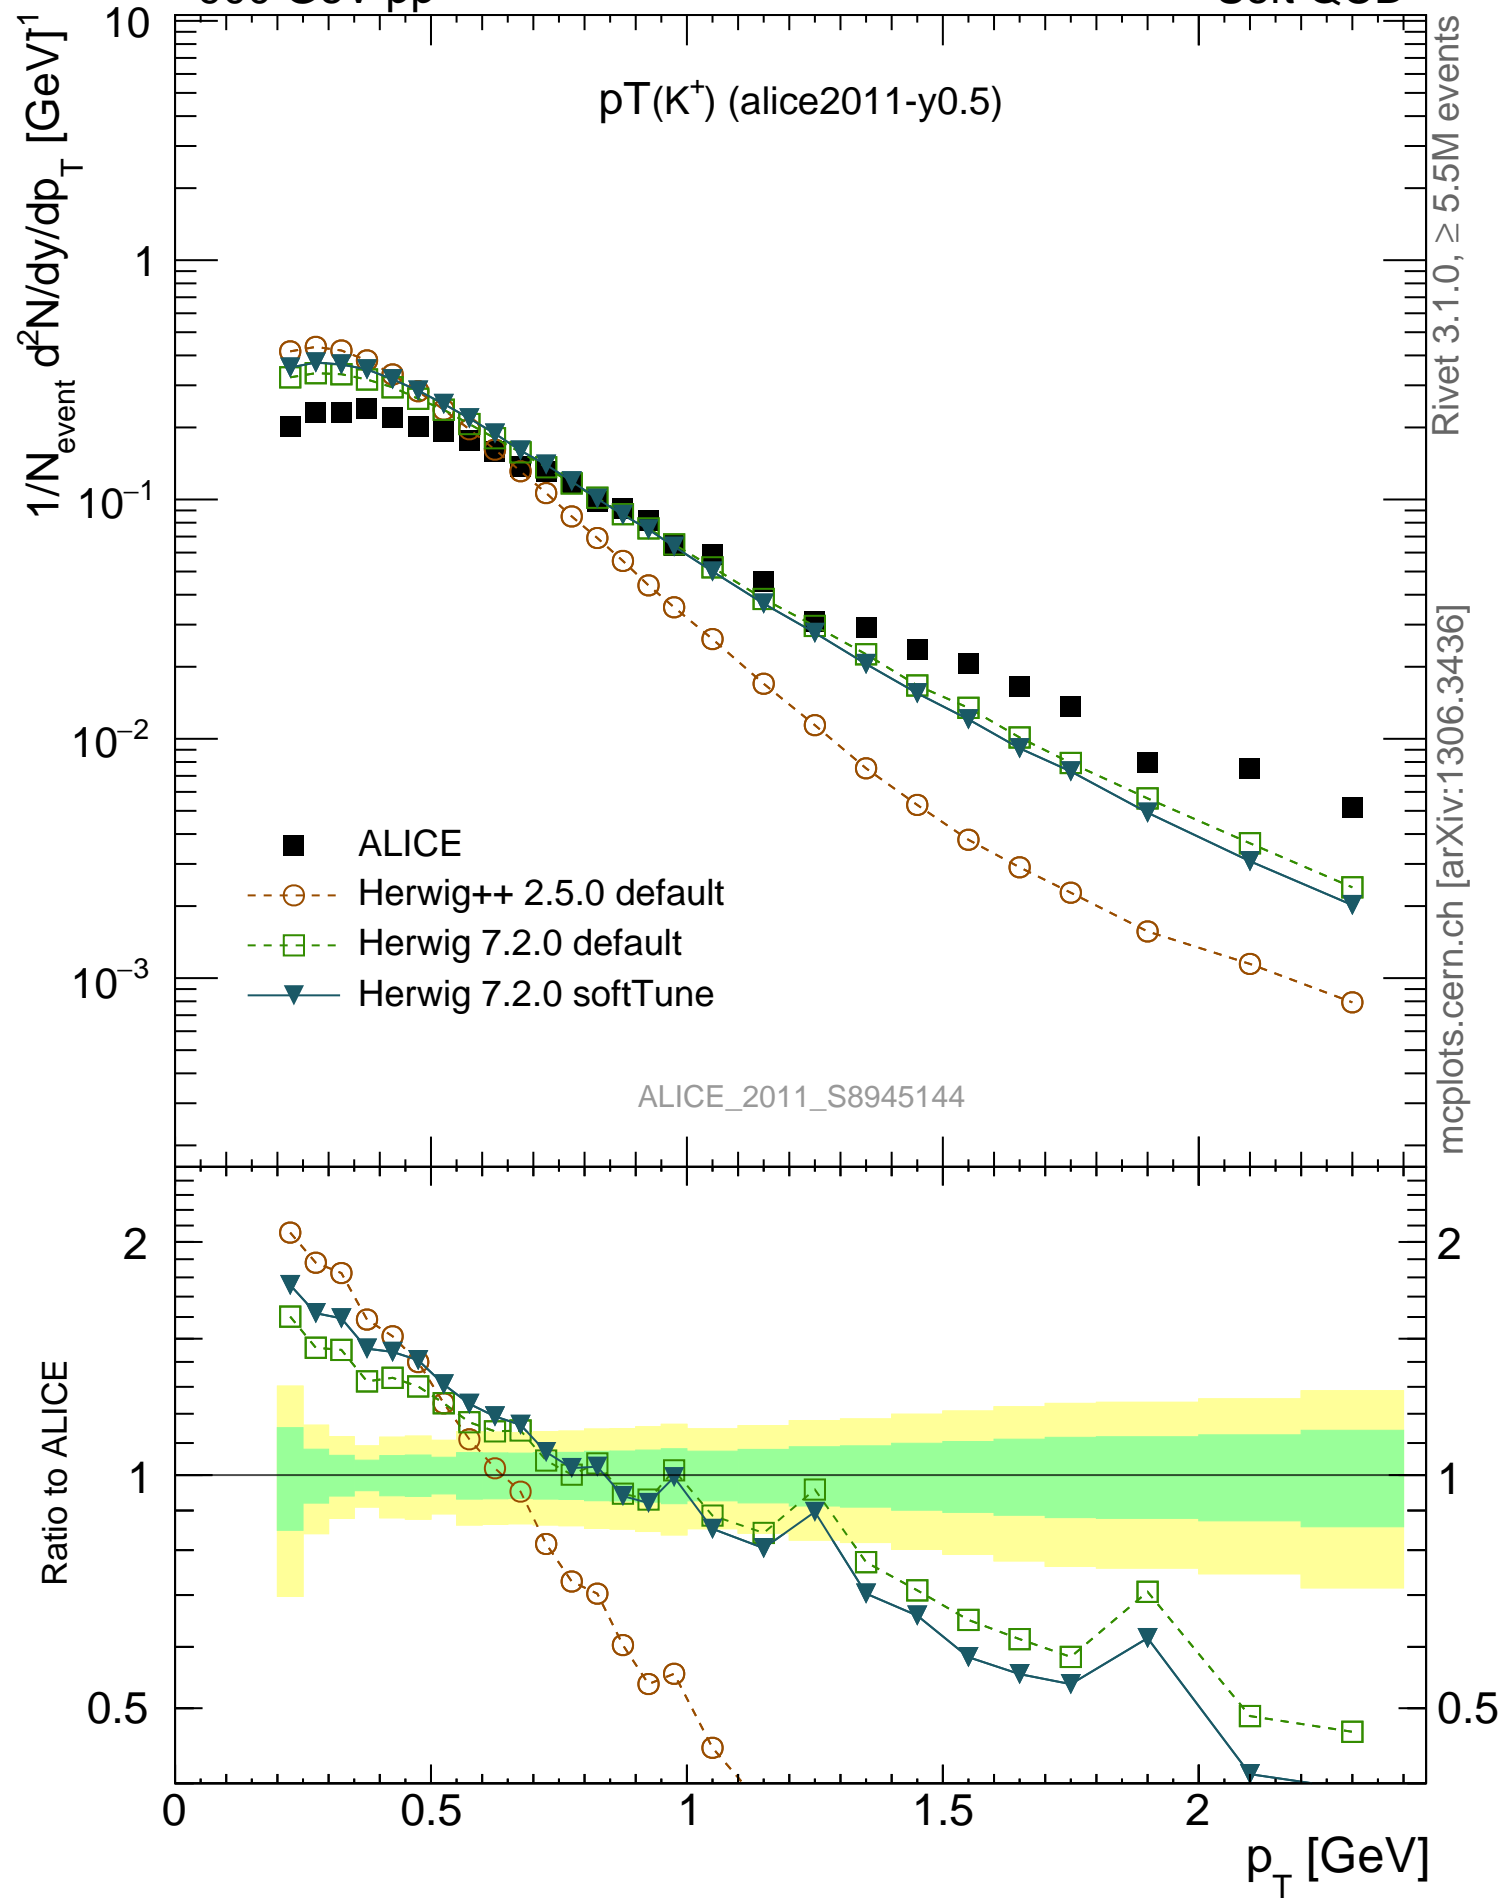 pT(K⁺) (alice2011-y0.5)
1/N_event d²N/dy/dp_T [GeV]⁻¹
10
1
10⁻¹
10⁻²
10⁻³
ALICE
Herwig++ 2.5.0 default
Herwig 7.2.0 default
Herwig 7.2.0 softTune
ALICE_2011_S8945144
Rivet 3.1.0, ≥ 5.5M events
mcplots.cern.ch [arXiv:1306.3436]
Ratio to ALICE
2
1
0.5
2
1
0.5
0
0.5
1
1.5
2
p_T [GeV]